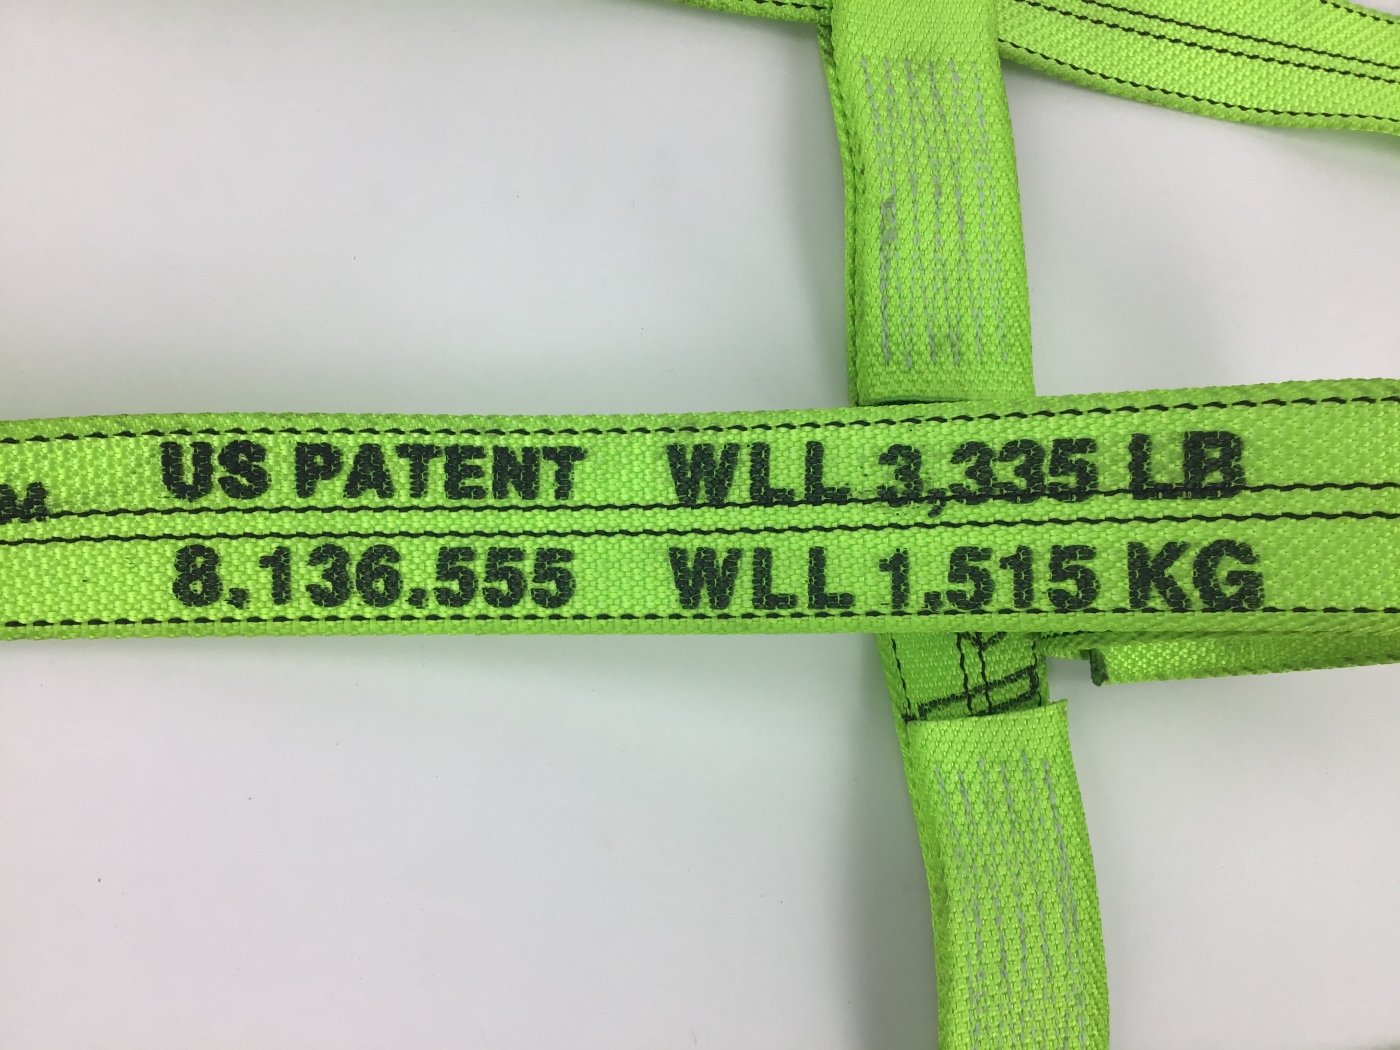 US PATENT WLL 3,335 LB
M
8,136.555 WLL 1.515 KG